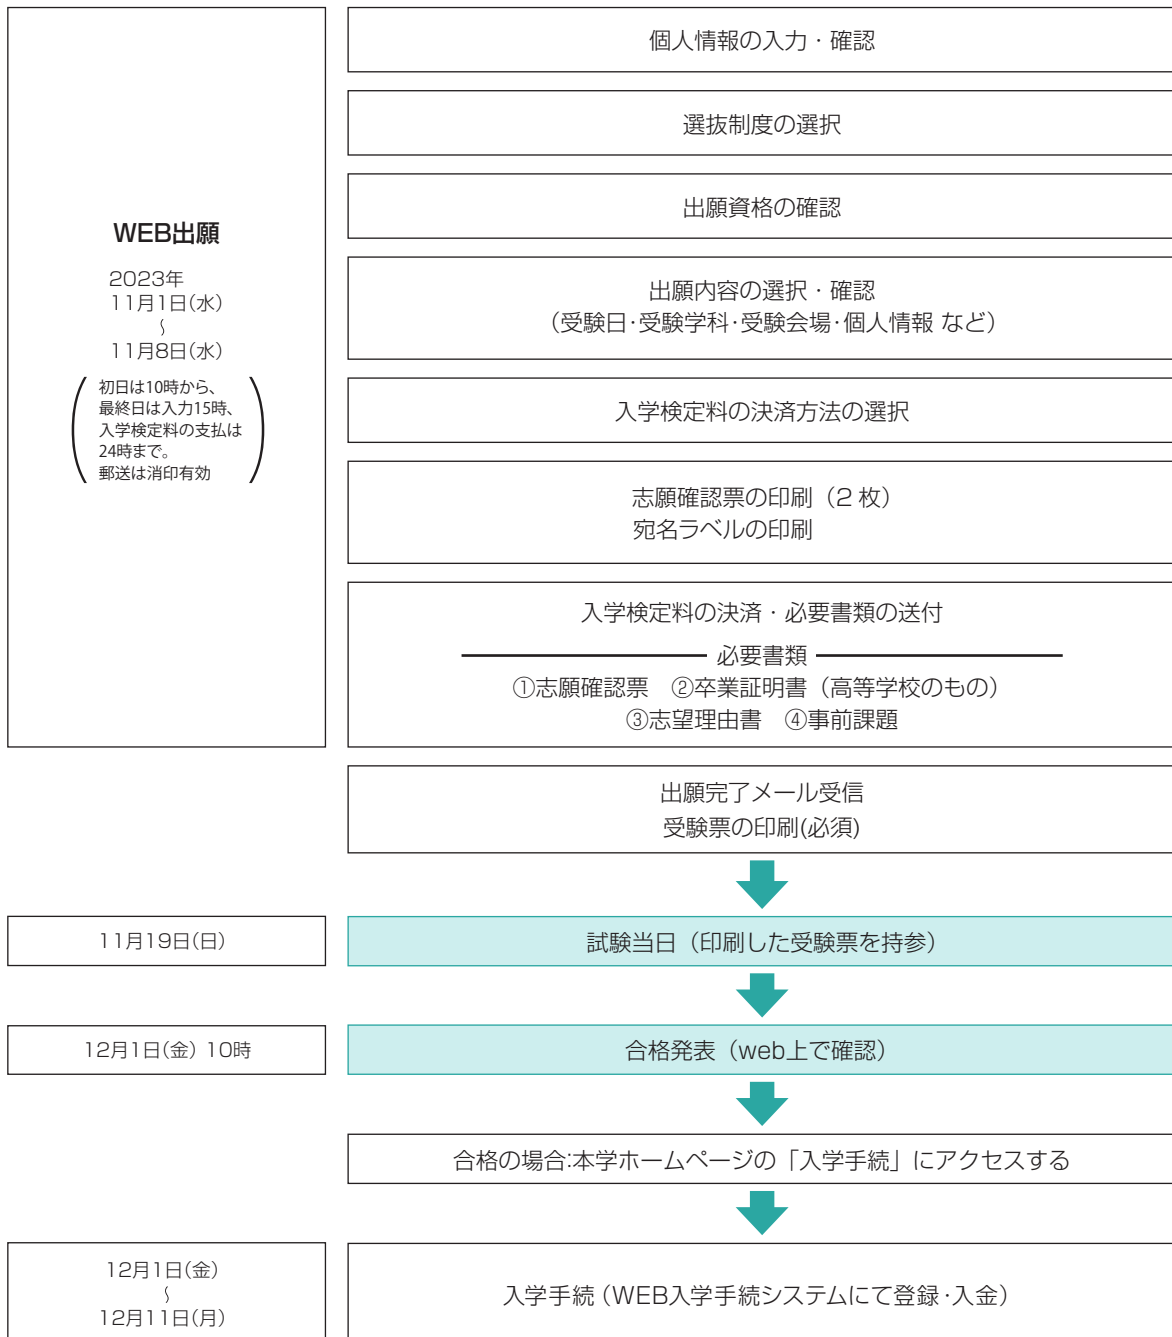 WEB出願
2023年
11月1日(水)
〜
11月8日(水)
初日は10時から、
最終日は入力15時、
入学検定料の支払は
24時まで。
郵送は消印有効
個人情報の入力・確認
選抜制度の選択
出願資格の確認
出願内容の選択・確認
(受験日・受験学科・受験会場・個人情報 など)
入学検定料の決済方法の選択
志願確認票の印刷（2 枚）
宛名ラベルの印刷
入学検定料の決済・必要書類の送付
必要書類
①志願確認票　②卒業証明書（高等学校のもの）
③志望理由書　④事前課題
出願完了メール受信
受験票の印刷(必須)
11月19日(日)
試験当日（印刷した受験票を持参）
12月1日(金) 10時
合格発表（web上で確認）
合格の場合:本学ホームページの「入学手続」にアクセスする
12月1日(金)
〜
12月11日(月)
入学手続（WEB入学手続システムにて登録・入金）